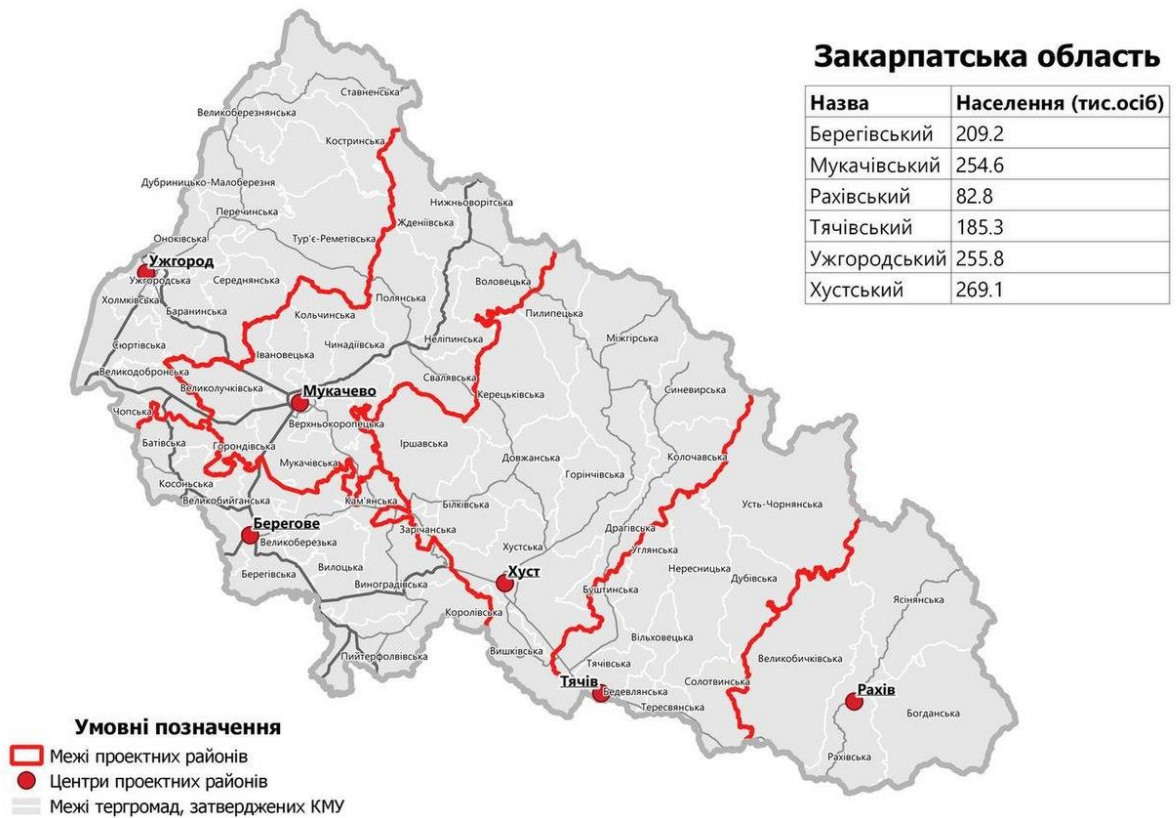 Закарпатська область
Назва Населення (тис.осіб)
Берегівський 209.2
Мукачівський 254.6
Рахівський 82.8
Тячівський 185.3
Ужгородський 255.8
Хустський 269.1
Ставненська
Великоберезнянська
Костринська
Дубриницько-Малоберезня
Нижньоворітська
Перечинська
Жденіївська
Оноківська
Тур'є-Реметівська
Ужгород
Ужгородська
Середнянська
Воловецька
Холмківська
Полянська
Баранинська
Кольчинська
Пилипецька
Сюртівська
Чинадіївська
Неліпинська
Міжгірська
Івановецька
Великодобронська
Свалявська
Великолучківська
Синевирська
Мукачево
Керецьківська
Чопська
Верхньокоропецька
Батівська
Горондівська
Іршавська
Мукачівська
Довжанська
Колочавська
Косоньська
Горінчівська
Великобийганська
Кам'янська
Білківська
Усть-Чорнянська
Берегове
Зарічанська
Драгівська
Великоберезька
Хустська
Углянська
Берегівська
Вилоцька
Хуст
Нересницька
Дубівська
Виноградівська
Буштинська
Ясінянська
Королівська
Вільховецька
Пийтерфолвівська
Вишківська
Тячівська
Великобичківська
Тячів
Солотвинська
Бедевлянська
Рахів
Тересвянська
Богданська
Рахівська
Умовні позначення
Межі проектних районів
Центри проектних районів
Межі тергромад, затверджених КМУ